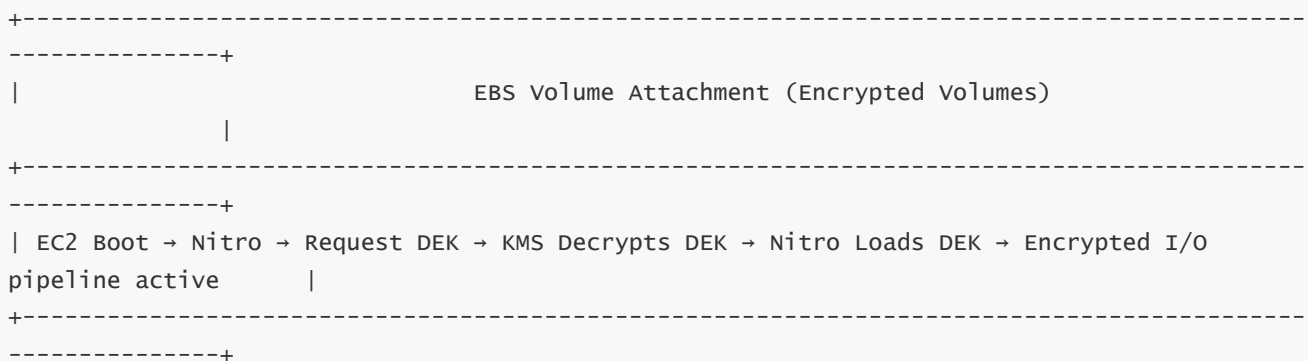 +------------------------------------------------------------------------------------------
---------------+
|                                EBS Volume Attachment (Encrypted Volumes)
               |
+------------------------------------------------------------------------------------------
---------------+
| EC2 Boot → Nitro → Request DEK → KMS Decrypts DEK → Nitro Loads DEK → Encrypted I/O
pipeline active      |
+------------------------------------------------------------------------------------------
---------------+